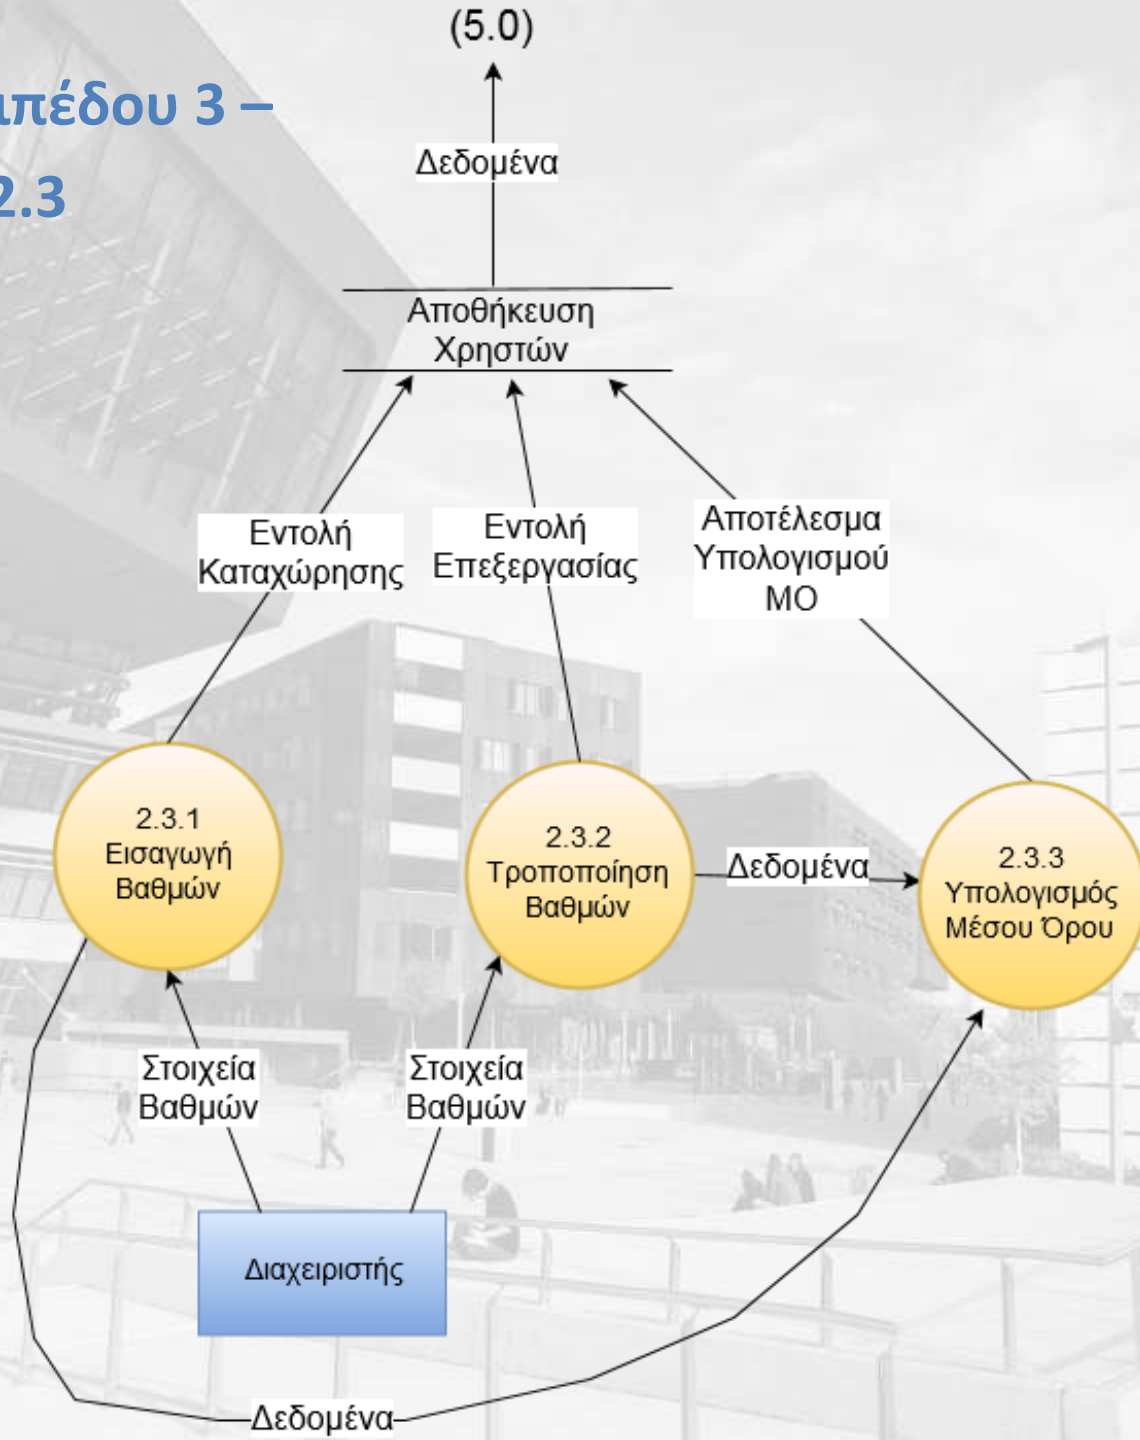 (5.0)
ιπέδου 3 –
2.3
Δεδομένα
Αποθήκευση
Χρηστών
Εντολή
Καταχώρησης
Εντολή
Επεξεργασίας
Αποτέλεσμα
Υπολογισμού
ΜΟ
2.3.1
Εισαγωγή
Βαθμών
2.3.2
Τροποποίηση
Βαθμών
Δεδομένα
2.3.3
Υπολογισμός
Μέσου Όρου
Στοιχεία
Βαθμών
Στοιχεία
Βαθμών
Διαχειριστής
Δεδομένα